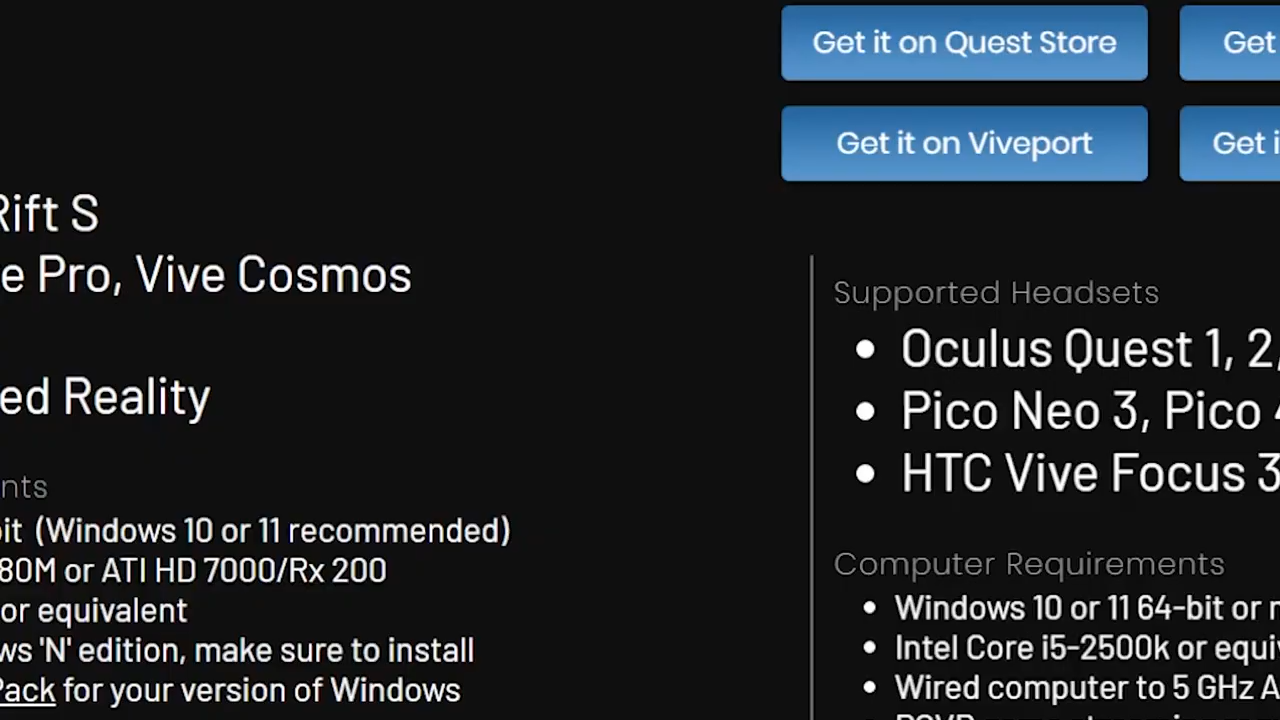 Get it on Quest Store
Get
Get it on Viveport
Get i
Rift S
e Pro, Vive Cosmos
ed Reality
nts
bit (Windows 10 or 11 recommended)
80M or ATI HD 7000/Rx 200
or equivalent
ws 'N' edition, make sure to install
Pack for your version of Windows
Supported Headsets
• Oculus Quest 1, 2,
• Pico Neo 3, Pico 4
• HTC Vive Focus 3
Computer Requirements
• Windows 10 or 11 64-bit or
• Intel Core i5-2500k or equiv
• Wired computer to 5 GHz A